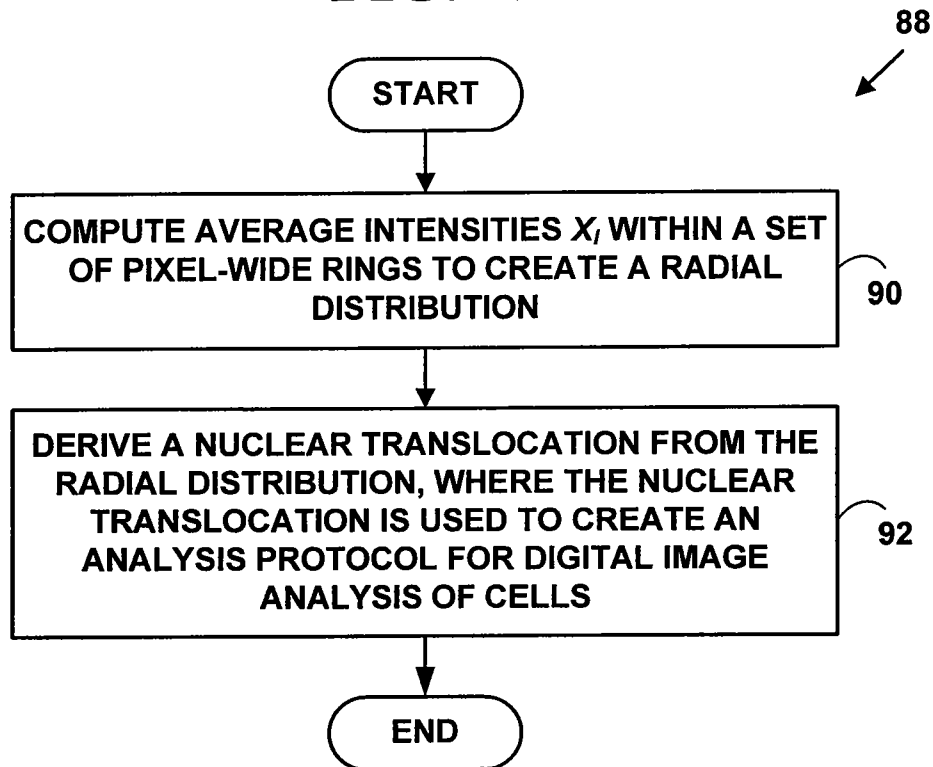 88
START
COMPUTE AVERAGE INTENSITIES Xᵢ WITHIN A SET
OF PIXEL-WIDE RINGS TO CREATE A RADIAL
DISTRIBUTION
90
DERIVE A NUCLEAR TRANSLOCATION FROM THE
RADIAL DISTRIBUTION, WHERE THE NUCLEAR
TRANSLOCATION IS USED TO CREATE AN
ANALYSIS PROTOCOL FOR DIGITAL IMAGE
ANALYSIS OF CELLS
92
END